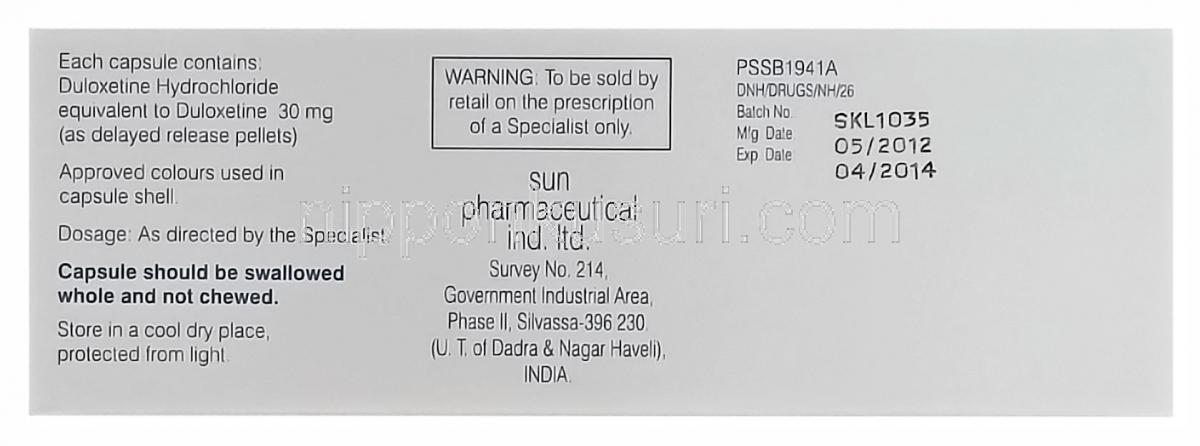 Each capsule contains:
Duloxetine Hydrochloride
equivalent to Duloxetine 30 mg
(as delayed release pellets)
Approved colours used in
capsule shell.
Dosage: As directed by the Specialist.
Capsule should be swallowed
whole and not chewed.
Store in a cool dry place,
protected from light.
WARNING: To be sold by
retail on the prescription
of a Specialist only.
sun
pharmaceutical
ind. ltd.
Survey No. 214,
Government Industrial Area,
Phase II, Silvassa-396 230.
(U. T. of Dadra & Nagar Haveli),
INDIA.
PSSB1941A
DNH/DRUGS/NH/26
Batch No. SKL1035
Mfg. Date 05/2012
Exp. Date 04/2014
nipponkusuri.com